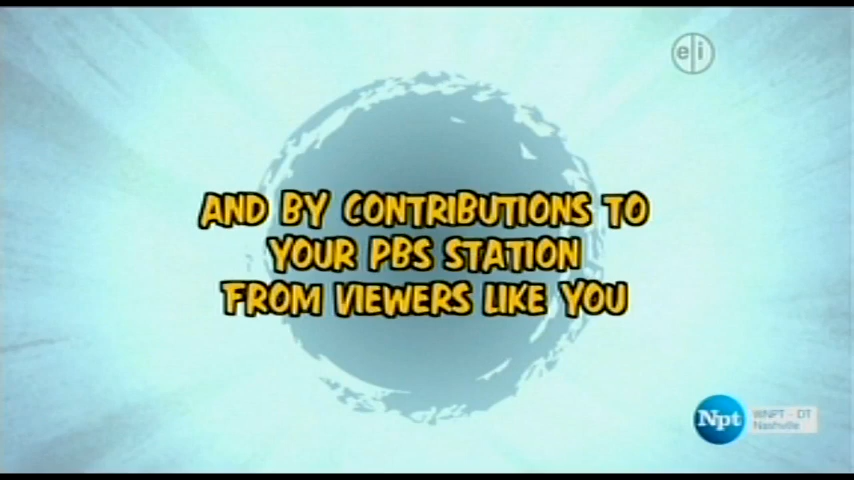 e/i
AND BY CONTRIBUTIONS TO
YOUR PBS STATION
FROM VIEWERS LIKE YOU
Npt
WNPT - DT
Nashville